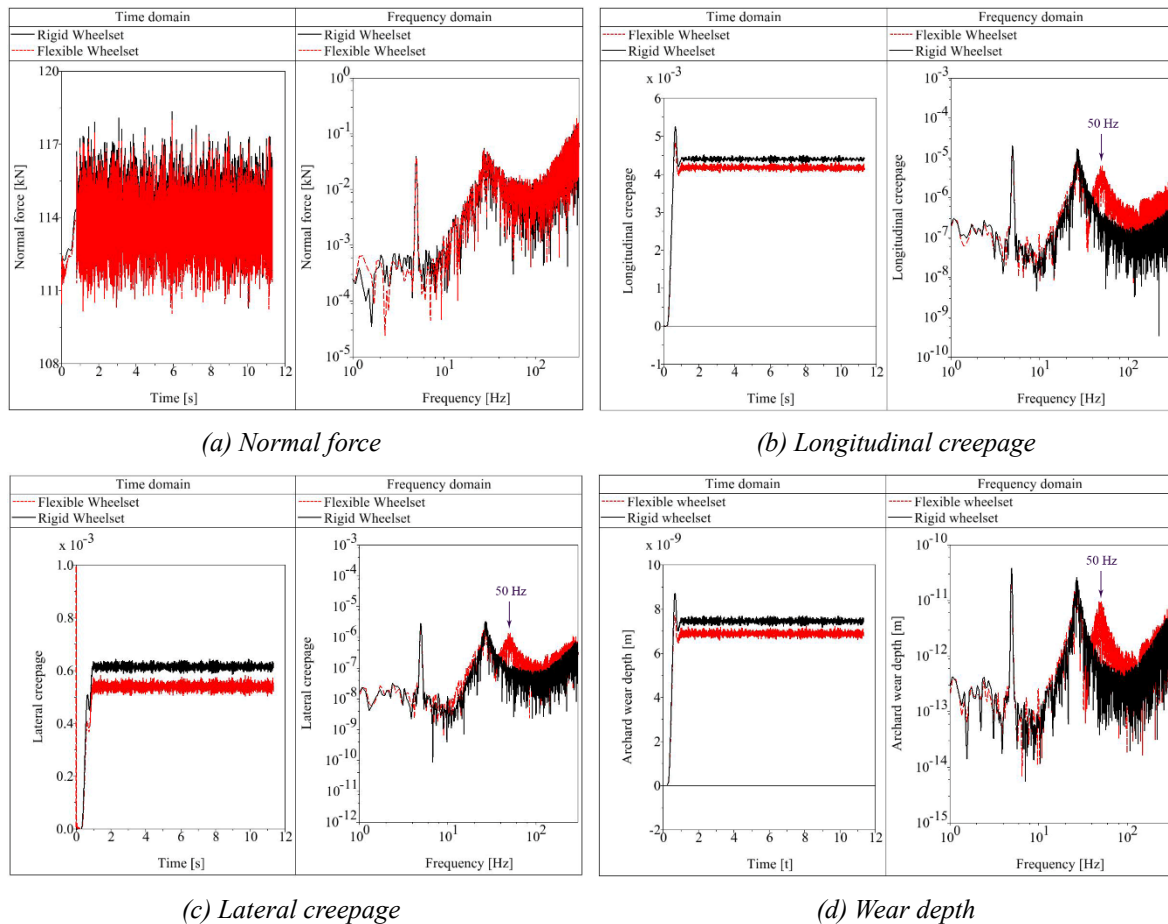 Time domain
Frequency domain
Rigid Wheelset
Flexible Wheelset
Rigid Wheelset
Flexible Wheelset
120
117
114
111
108
Normal force [kN]
0 2 4 6 8 10 12
Time [s]
10^0
10^-1
10^-2
10^-3
10^-4
10^-5
Normal force [kN]
10^0 10^1 10^2
Frequency [Hz]
(a) Normal force
Time domain
Frequency domain
Flexible Wheelset
Rigid Wheelset
Flexible Wheelset
Rigid Wheelset
x 10^-3
6
5
4
3
2
1
0
-1
Longitudinal creepage
0 2 4 6 8 10 12
Time [s]
10^-3
10^-4
10^-5
10^-6
10^-7
10^-8
10^-9
10^-10
Longitudinal creepage
50 Hz
10^0 10^1 10^2
Frequency [Hz]
(b) Longitudinal creepage
Time domain
Frequency domain
Flexible Wheelset
Rigid Wheelset
Flexible Wheelset
Rigid Wheelset
x 10^-3
1.0
0.8
0.6
0.4
0.2
0.0
Lateral creepage
0 2 4 6 8 10 12
Time [s]
10^-3
10^-4
10^-5
10^-6
10^-7
10^-8
10^-9
10^-10
10^-11
10^-12
Lateral creepage
50 Hz
10^0 10^1 10^2
Frequency [Hz]
(c) Lateral creepage
Time domain
Frequency domain
Flexible wheelset
Rigid wheelset
Flexible wheelset
Rigid wheelset
x 10^-9
10
8
6
4
2
0
-2
Archard wear depth [m]
0 2 4 6 8 10 12
Time [t]
10^-10
10^-11
10^-12
10^-13
10^-14
10^-15
Archard wear depth [m]
50 Hz
10^0 10^1 10^2
Frequency [Hz]
(d) Wear depth